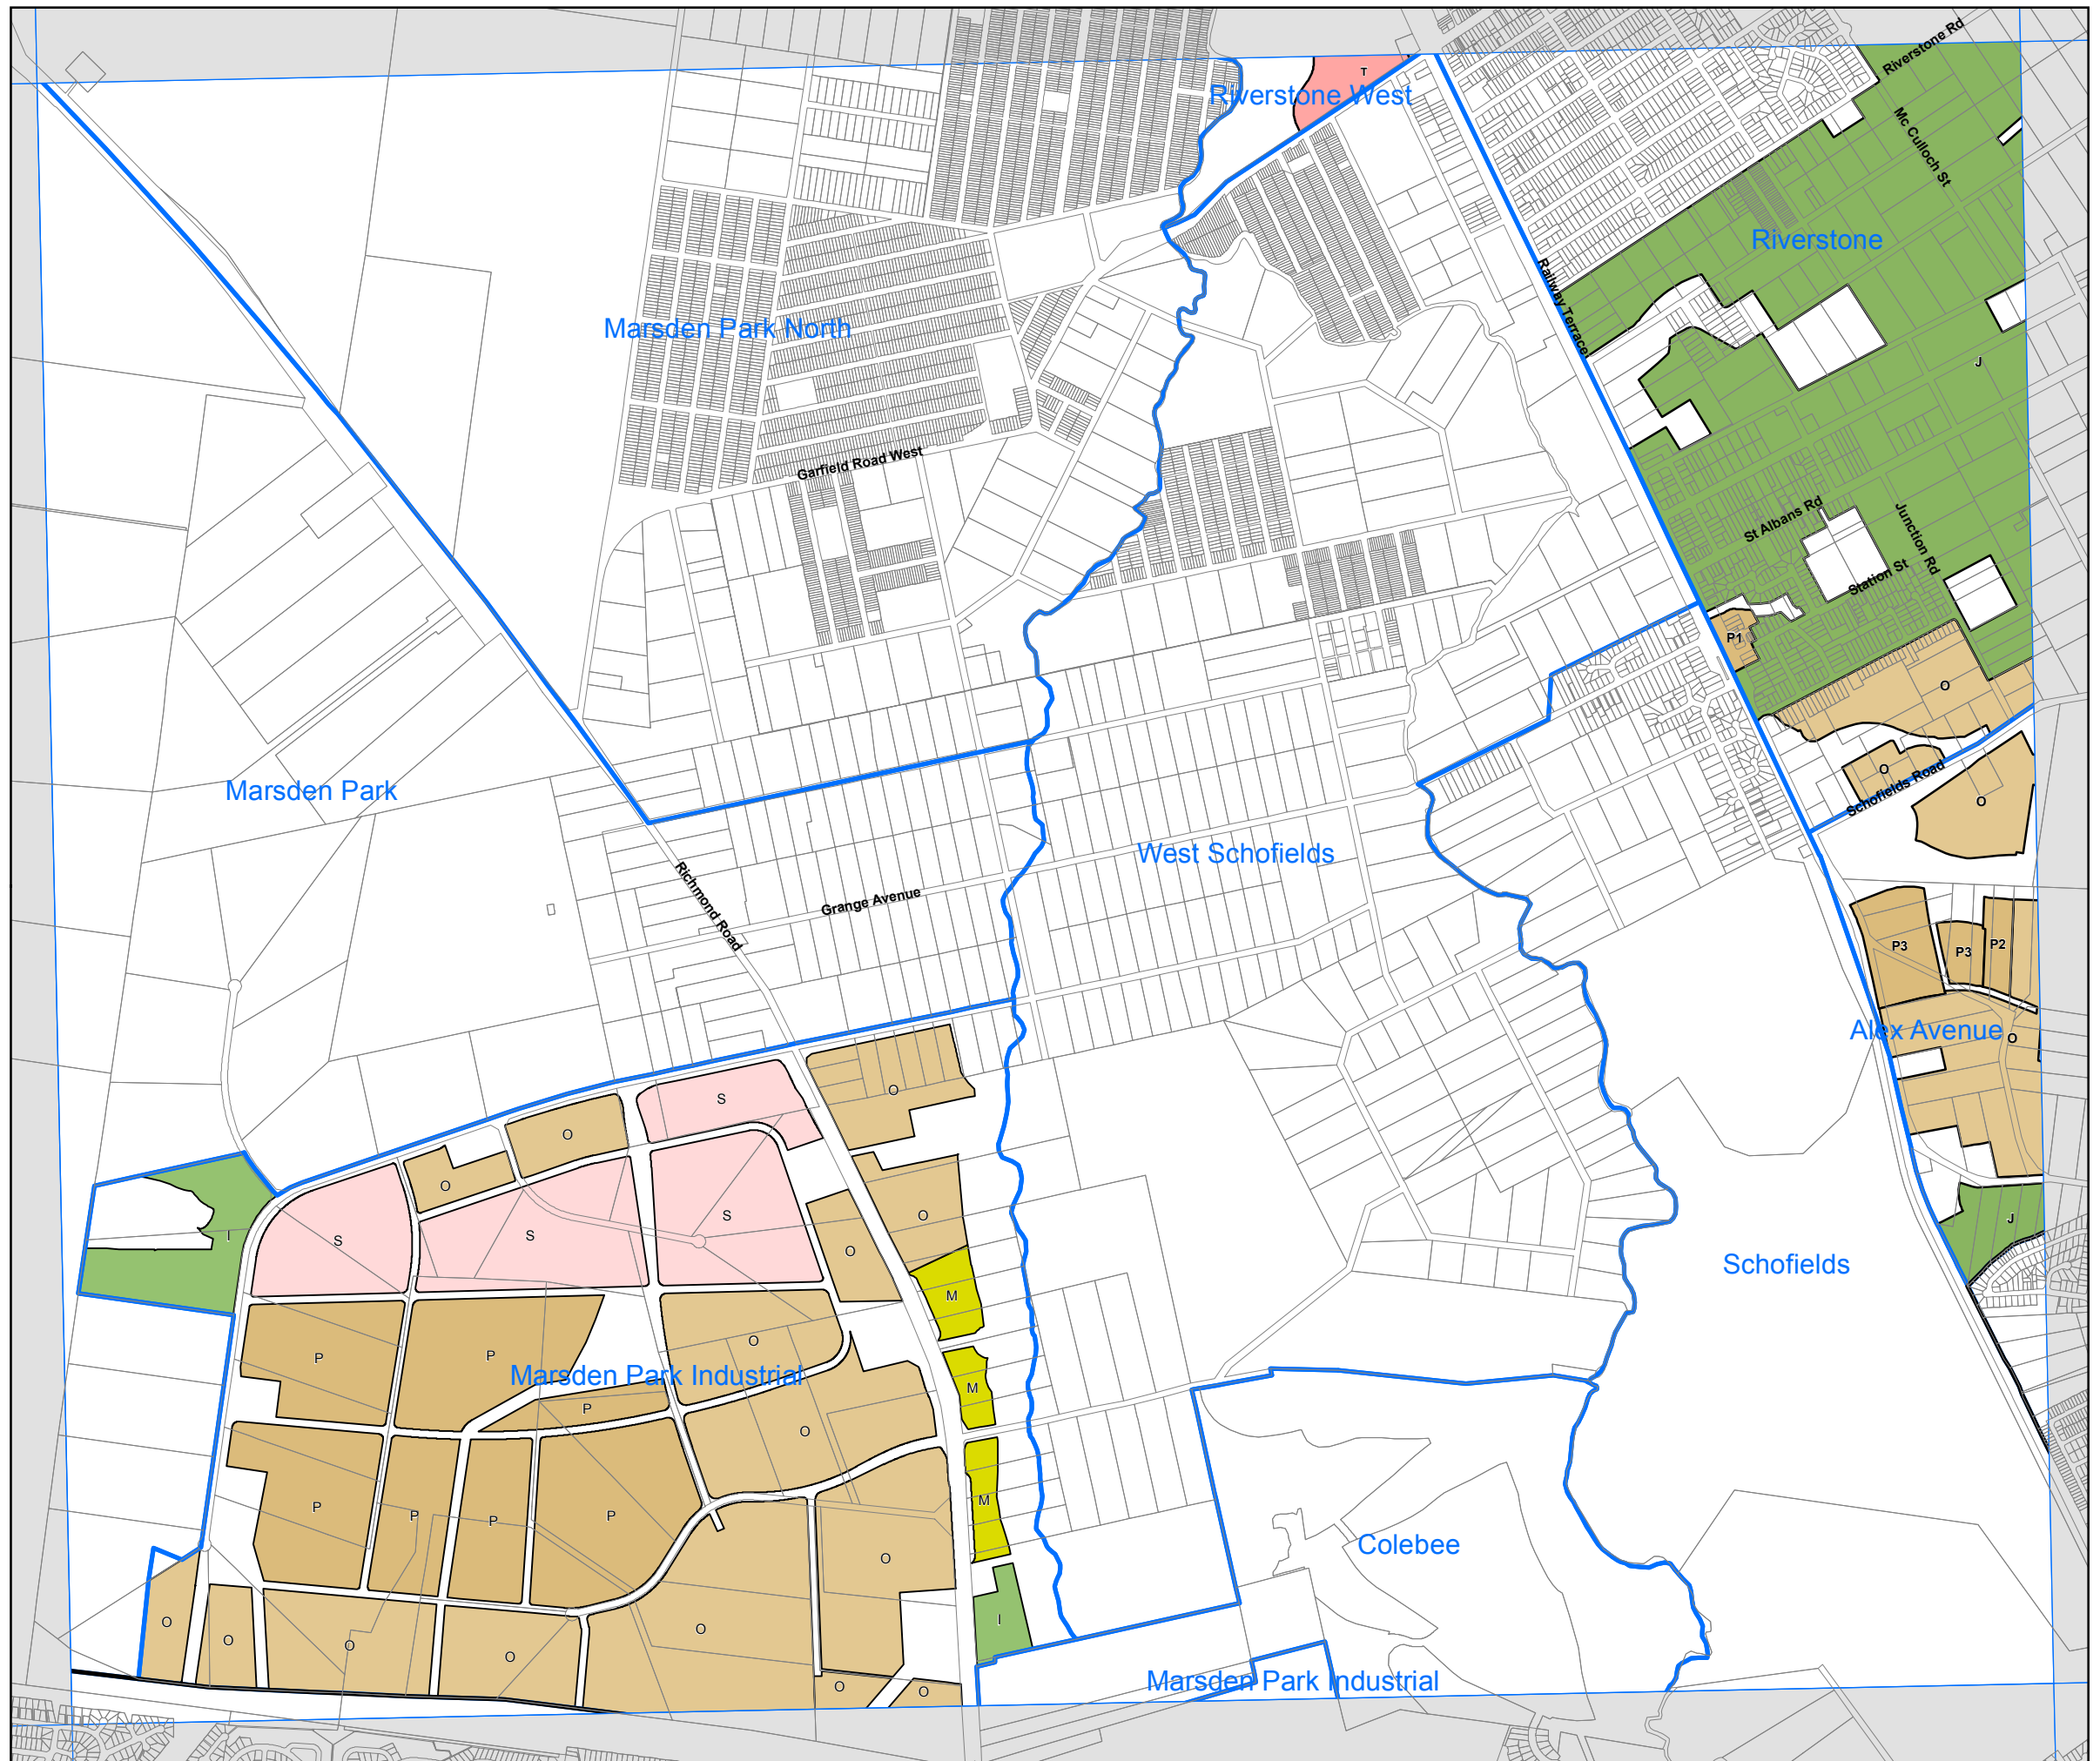 Riverstone Rd
T
Riverstone West
Mc Culloch St
Riverstone
Railway Terrace
Marsden Park North
J
Garfield Road West
St Albans Rd
Junction Rd
Station St
P1
O
O
Schofields Road
O
Marsden Park
West Schofields
Richmond Road
Grange Avenue
P3
P3
P2
Alex Avenue
O
O
S
O
O
S
S
S
O
O
I
J
Schofields
M
O
P
P
Marsden Park Industrial
M
P
O
P
P
P
P
M
Colebee
O
I
O
O
O
O
O
O
O
Marsden Park Industrial